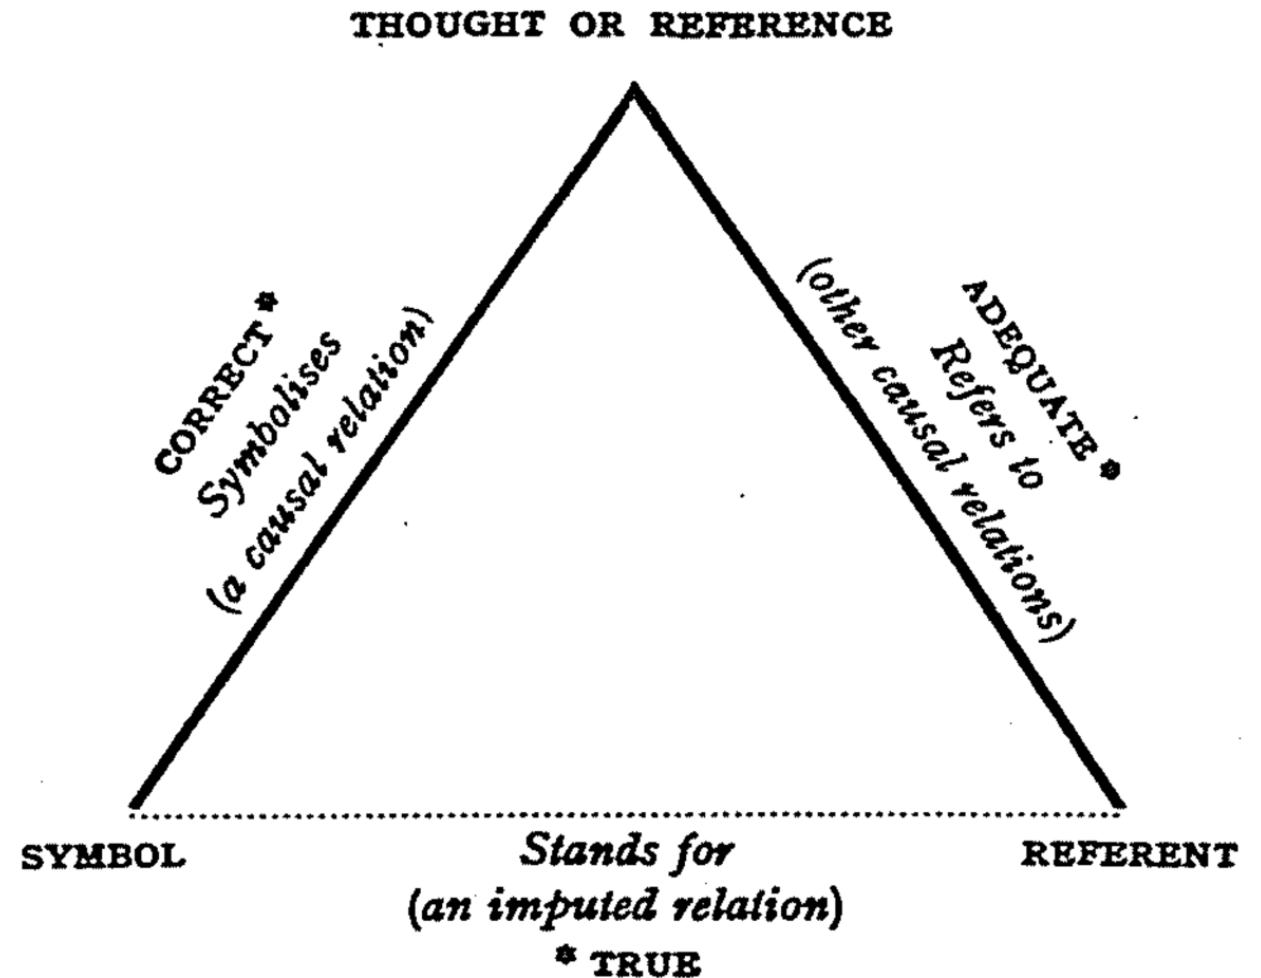 THOUGHT OR REFERENCE
CORRECT *
Symbolises
(a causal relation)
ADEQUATE *
Refers to
(other causal relations)
SYMBOL
Stands for
(an imputed relation)
* TRUE
REFERENT